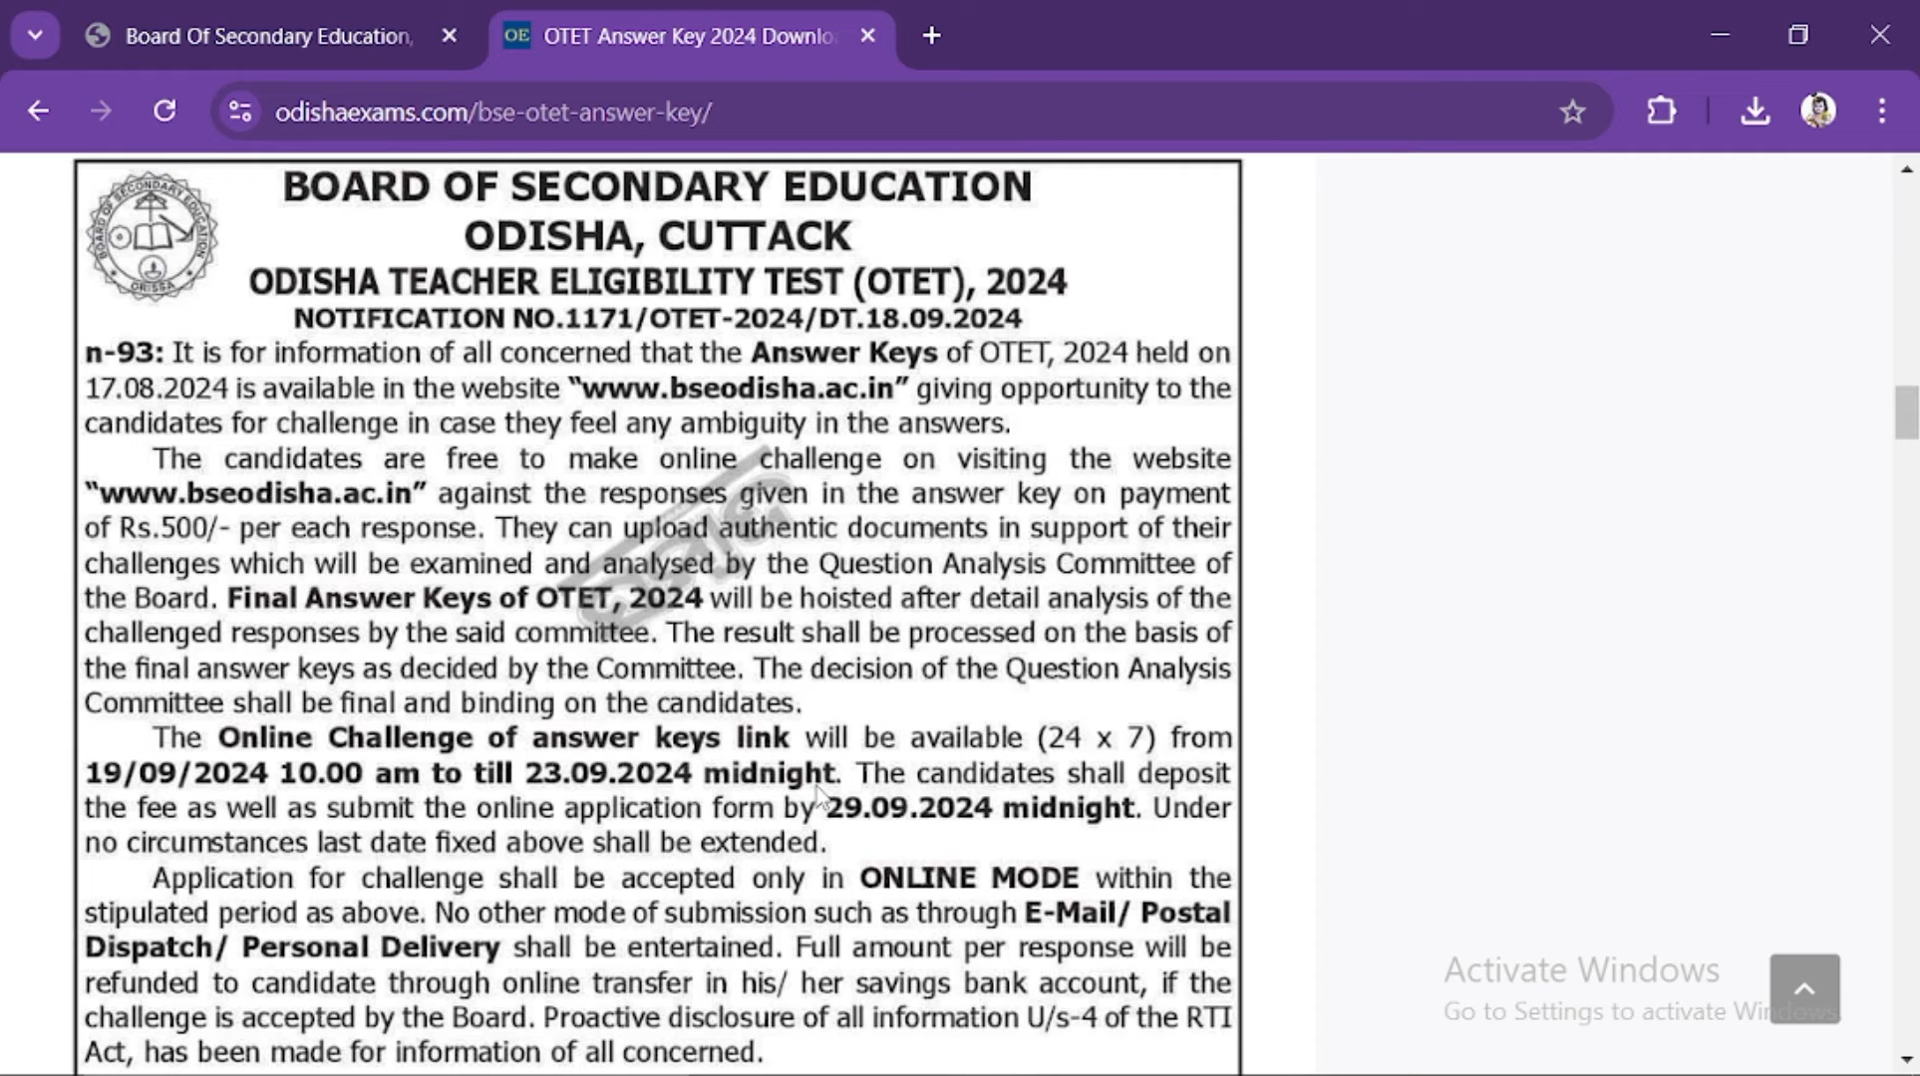 Board Of Secondary Education,
OE OTET Answer Key 2024 Downlo
odishaexams.com/bse-otet-answer-key/
BOARD OF SECONDARY EDUCATION
ODISHA, CUTTACK
ODISHA TEACHER ELIGIBILITY TEST (OTET), 2024
NOTIFICATION NO.1171/OTET-2024/DT.18.09.2024
BOARD OF SECONDARY EDUCATION
ORISSA
n-93: It is for information of all concerned that the Answer Keys of OTET, 2024 held on
17.08.2024 is available in the website “www.bseodisha.ac.in” giving opportunity to the
candidates for challenge in case they feel any ambiguity in the answers.
The candidates are free to make online challenge on visiting the website
“www.bseodisha.ac.in” against the responses given in the answer key on payment
of Rs.500/- per each response. They can upload authentic documents in support of their
challenges which will be examined and analysed by the Question Analysis Committee of
the Board. Final Answer Keys of OTET, 2024 will be hoisted after detail analysis of the
challenged responses by the said committee. The result shall be processed on the basis of
the final answer keys as decided by the Committee. The decision of the Question Analysis
Committee shall be final and binding on the candidates.
The Online Challenge of answer keys link will be available (24 x 7) from
19/09/2024 10.00 am to till 23.09.2024 midnight. The candidates shall deposit
the fee as well as submit the online application form by 29.09.2024 midnight. Under
no circumstances last date fixed above shall be extended.
Application for challenge shall be accepted only in ONLINE MODE within the
stipulated period as above. No other mode of submission such as through E-Mail/ Postal
Dispatch/ Personal Delivery shall be entertained. Full amount per response will be
refunded to candidate through online transfer in his/ her savings bank account, if the
challenge is accepted by the Board. Proactive disclosure of all information U/s-4 of the RTI
Act, has been made for information of all concerned.
Activate Windows
Go to Settings to activate Windows.